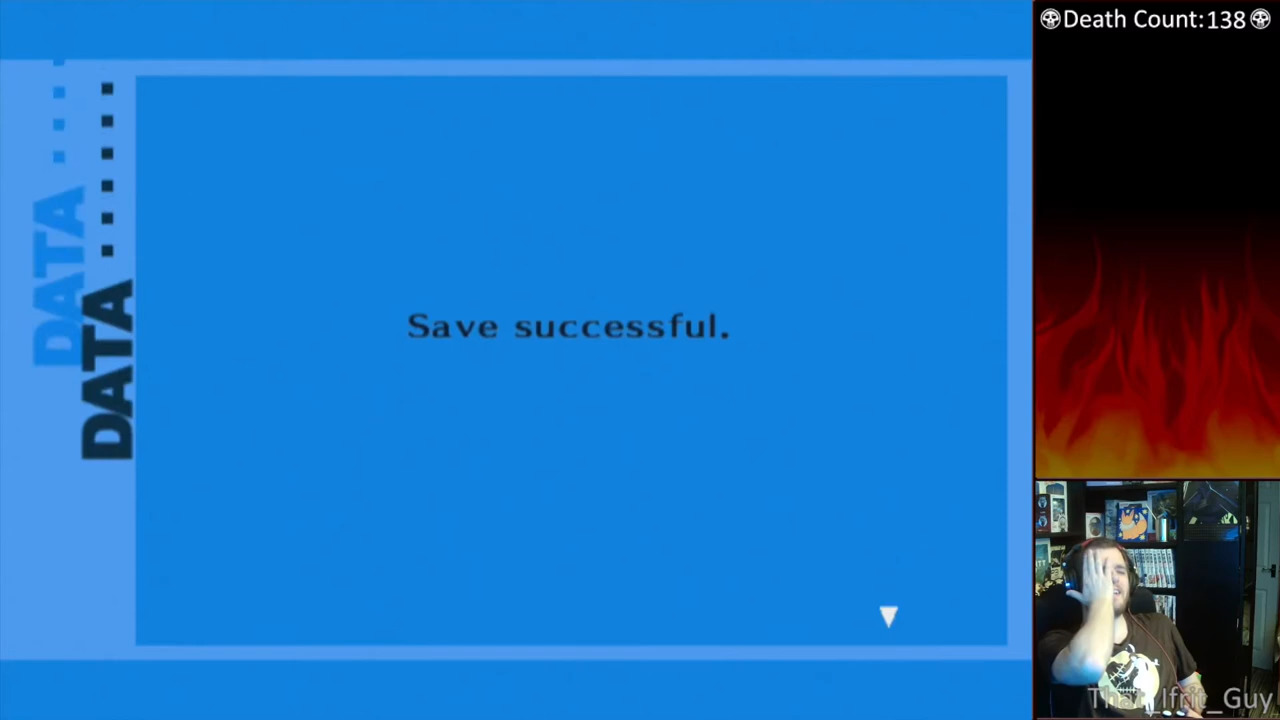 Death Count:138
DATA
DATA
Save successful.
That_Ifrit_Guy